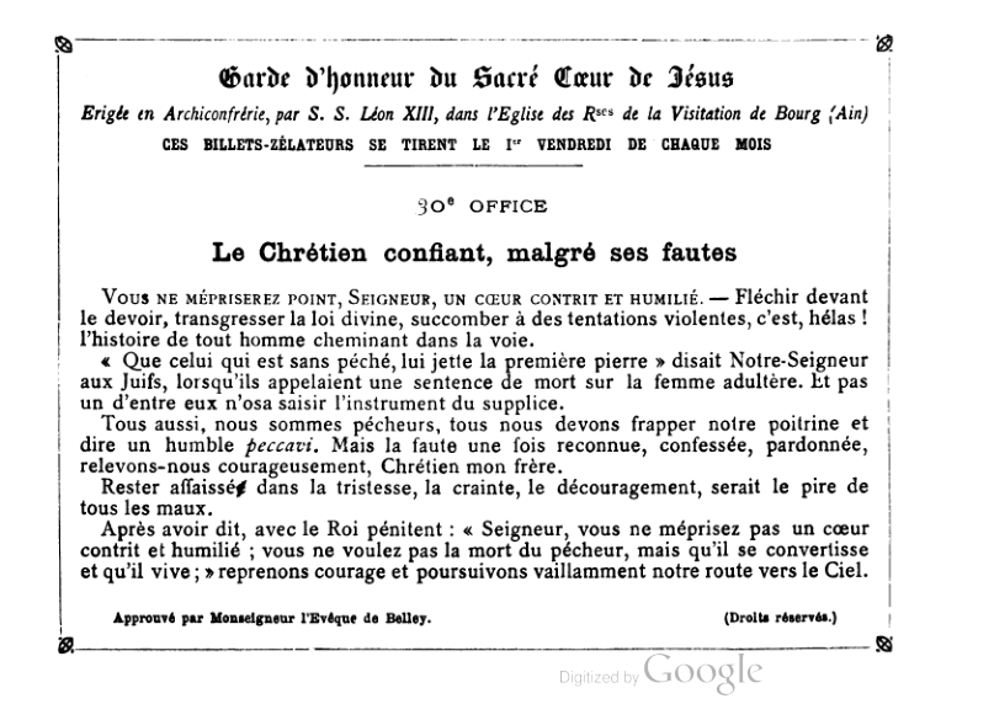 Garde d'honneur du Sacré Cœur de Jésus
Erigée en Archiconfrérie, par S. S. Léon XIII, dans l'Eglise des Rses de la Visitation de Bourg (Ain)
CES BILLETS-ZÉLATEURS SE TIRENT LE Ier VENDREDI DE CHAQUE MOIS
30e OFFICE
Le Chrétien confiant, malgré ses fautes
VOUS NE MÉPRISEREZ POINT, SEIGNEUR, UN CŒUR CONTRIT ET HUMILIÉ. — Fléchir devant
le devoir, transgresser la loi divine, succomber à des tentations violentes, c'est, hélas !
l'histoire de tout homme cheminant dans la voie.
« Que celui qui est sans péché, lui jette la première pierre » disait Notre-Seigneur
aux Juifs, lorsqu'ils appelaient une sentence de mort sur la femme adultère. Et pas
un d'entre eux n'osa saisir l'instrument du supplice.
Tous aussi, nous sommes pécheurs, tous nous devons frapper notre poitrine et
dire un humble peccavi. Mais la faute une fois reconnue, confessée, pardonnée,
relevons-nous courageusement, Chrétien mon frère.
Rester affaissé dans la tristesse, la crainte, le découragement, serait le pire de
tous les maux.
Après avoir dit, avec le Roi pénitent : « Seigneur, vous ne méprisez pas un cœur
contrit et humilié ; vous ne voulez pas la mort du pécheur, mais qu'il se convertisse
et qu'il vive ; » reprenons courage et poursuivons vaillamment notre route vers le Ciel.
Approuvé par Monseigneur l'Evêque de Belley. (Droits réservés.)
Digitized by Google